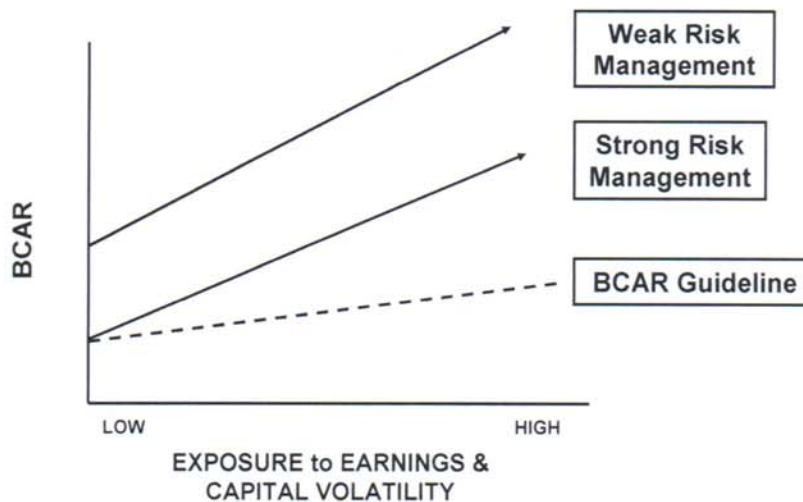 Weak Risk
Management
Strong Risk
Management
BCAR
BCAR Guideline
LOW
HIGH
EXPOSURE to EARNINGS &
CAPITAL VOLATILITY